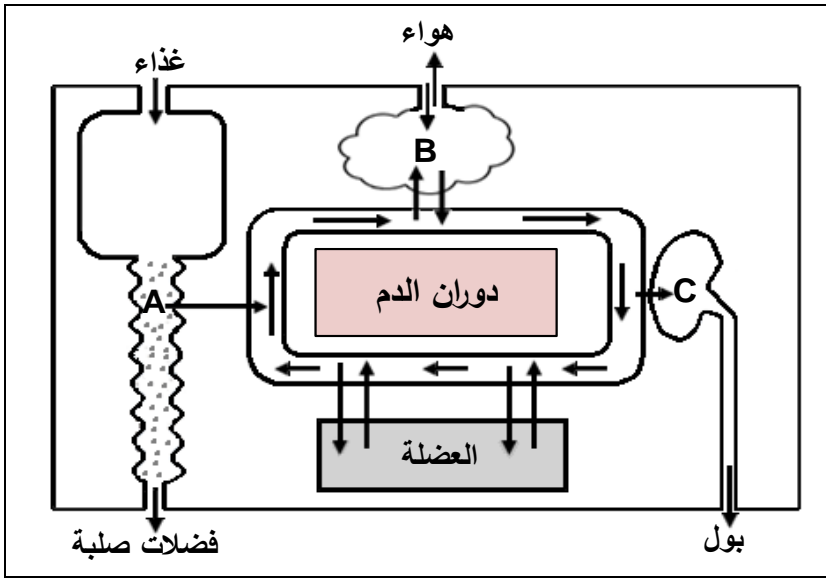 هواء
غذاء
B
A
دوران الدم
C
العضلة
فضلات صلبة
بول